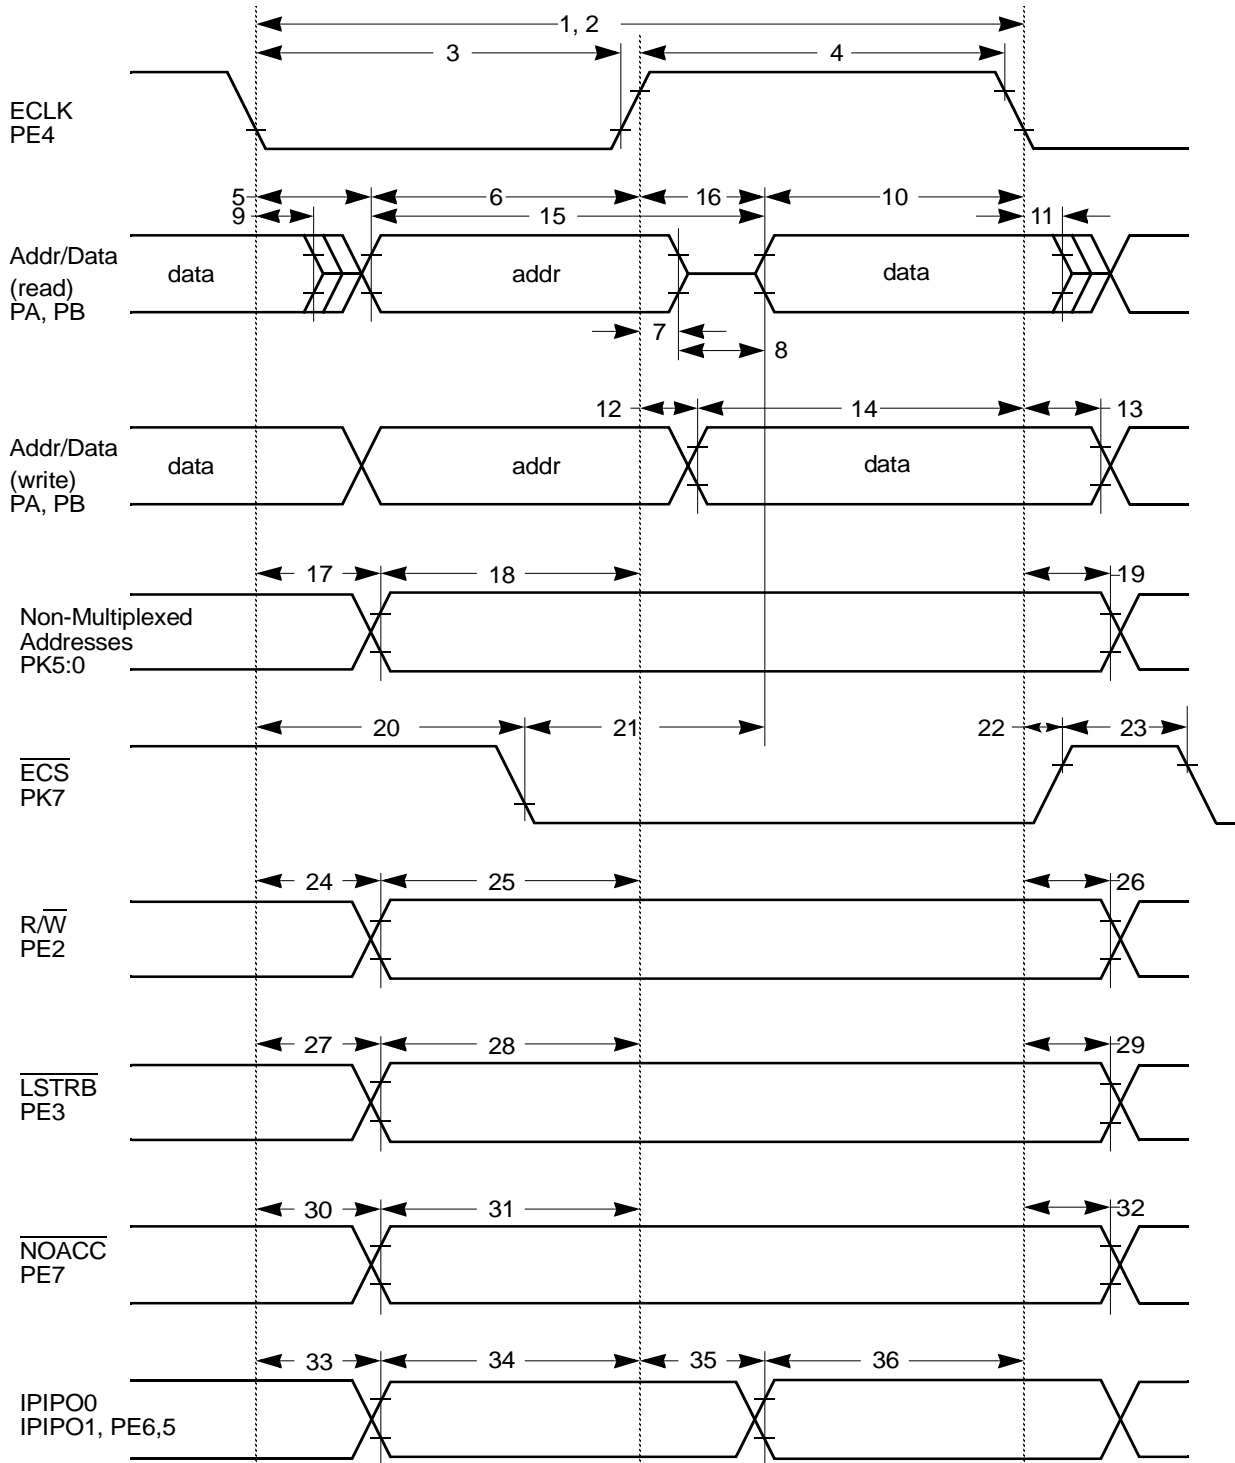 1, 2
3
4
ECLK
PE4
5
6
16
10
9
15
11
Addr/Data
(read)
PA, PB
data
addr
data
7
8
12
14
13
Addr/Data
(write)
PA, PB
data
addr
data
17
18
19
Non-Multiplexed
Addresses
PK5:0
20
21
22
23
ECS
PK7
24
25
26
R/W
PE2
27
28
29
LSTRB
PE3
30
31
32
NOACC
PE7
33
34
35
36
IPIPO0
IPIPO1, PE6,5